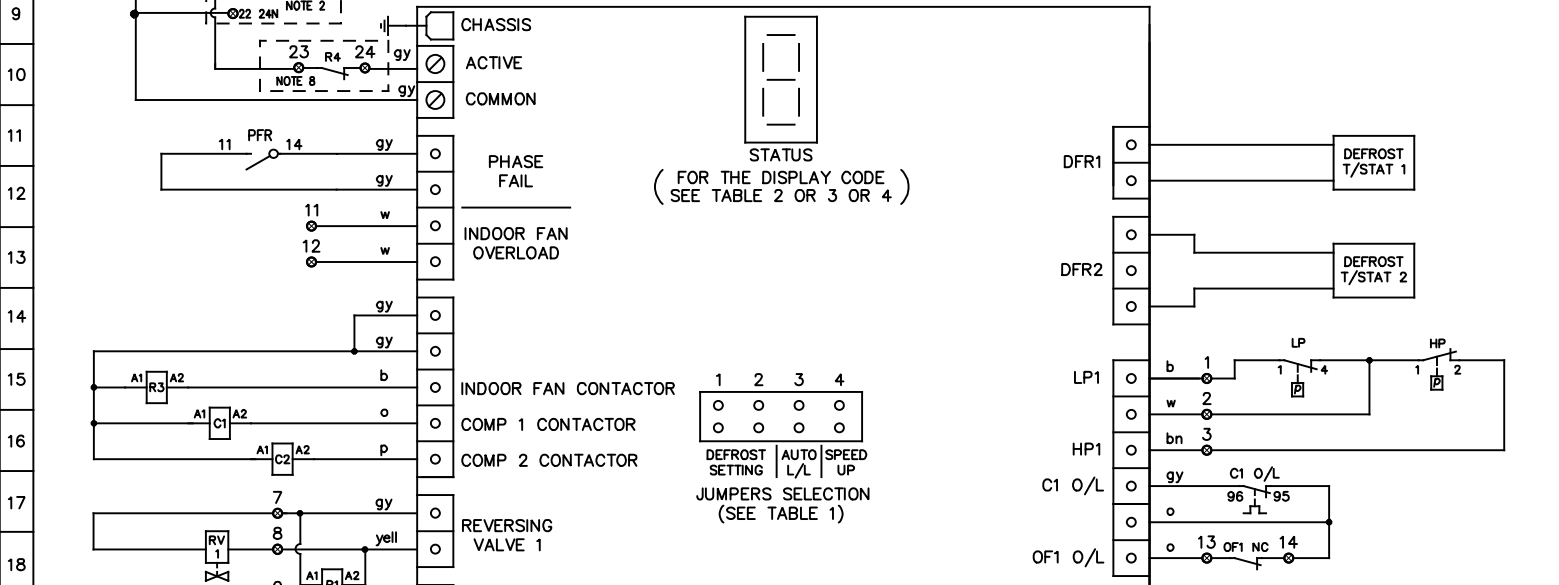 9
22 24N NOTE 2
CHASSIS
23 R4 24 gy
NOTE 8
10
ACTIVE
gy
COMMON
STATUS
( FOR THE DISPLAY CODE
SEE TABLE 2 OR 3 OR 4 )
11
PFR
11 14 gy
PHASE
FAIL
gy
12
11 w
INDOOR FAN
OVERLOAD
12 w
13
DFR1
DEFROST
T/STAT 1
DFR2
DEFROST
T/STAT 2
14
gy
gy
15
A1 R3 A2 b
INDOOR FAN CONTACTOR
A1 C1 A2 o
COMP 1 CONTACTOR
16
A1 C2 A2 p
COMP 2 CONTACTOR
1 2 3 4
DEFROST
SETTING
AUTO
L/L
SPEED
UP
JUMPERS SELECTION
(SEE TABLE 1)
LP HP
LP1 b 1 1 4 1 2
P P
w 2
HP1 bn 3
C1 O/L gy C1 O/L
96 95
o
OF1 O/L o 13 OF1 NC 14
17
7 gy
REVERSING
VALVE 1
8 yell
RV
1
18
A1 A2